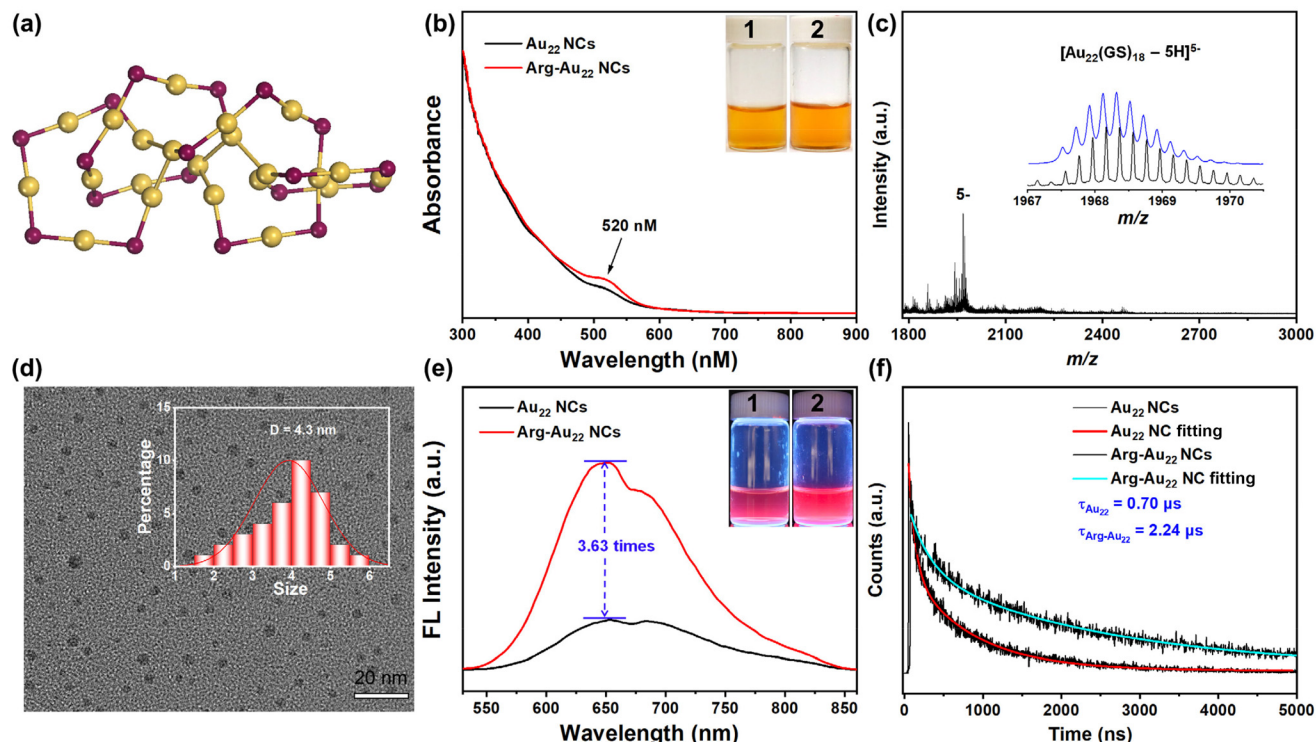 (a)
(b)
Au₂₂ NCs
Arg-Au₂₂ NCs
1
2
520 nM
Absorbance
300
400
500
600
700
800
900
Wavelength (nM)
(c)
[Au₂₂(GS)₁₈ – 5H]⁵⁻
1967
1968
1969
1970
m/z
5-
Intensity (a.u.)
1800
2100
2400
2700
3000
m/z
(d)
15
10
5
0
Percentage
D = 4.3 nm
1
2
3
4
5
6
Size
20 nm
(e)
Au₂₂ NCs
Arg-Au₂₂ NCs
1
2
3.63 times
FL Intensity (a.u.)
550
600
650
700
750
800
850
Wavelength (nm)
(f)
Au₂₂ NCs
Au₂₂ NC fitting
Arg-Au₂₂ NCs
Arg-Au₂₂ NC fitting
τAu₂₂ = 0.70 μs
τArg-Au₂₂ = 2.24 μs
Counts (a.u.)
0
1000
2000
3000
4000
5000
Time (ns)